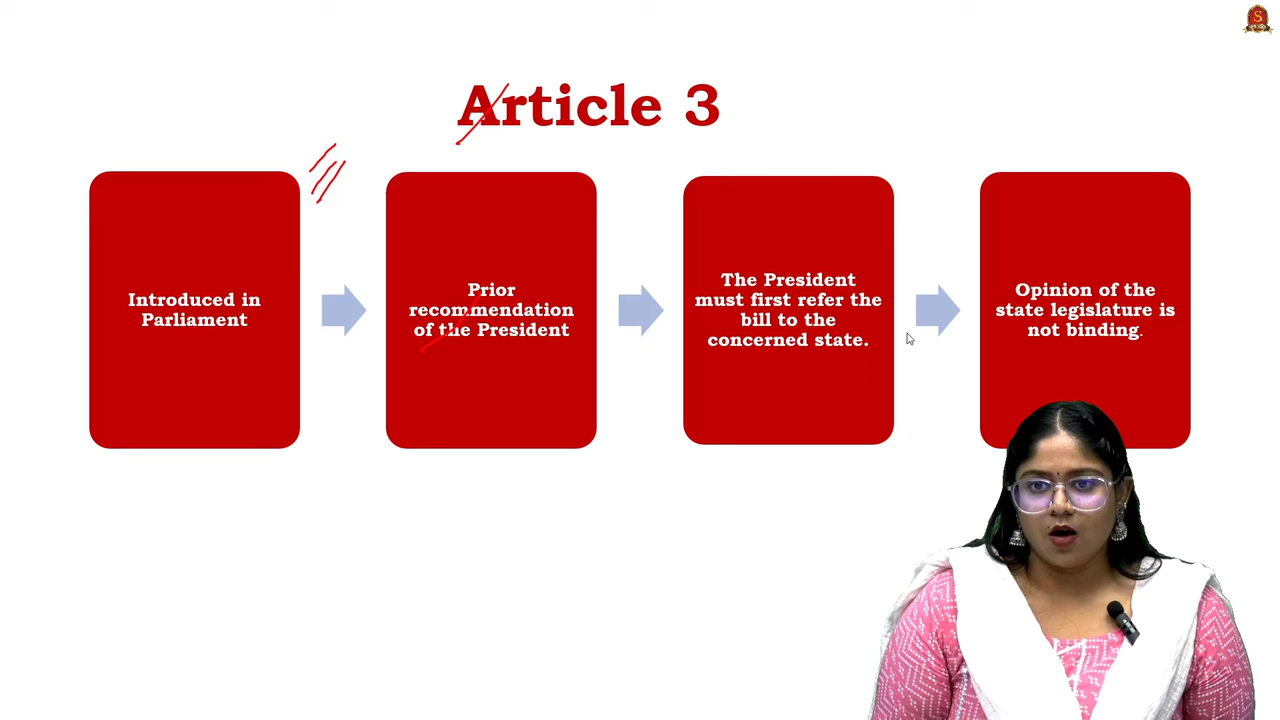 Article 3
Introduced in
Parliament
Prior
recommendation
of the President
The President
must first refer the
bill to the
concerned state.
Opinion of the
state legislature is
not binding.